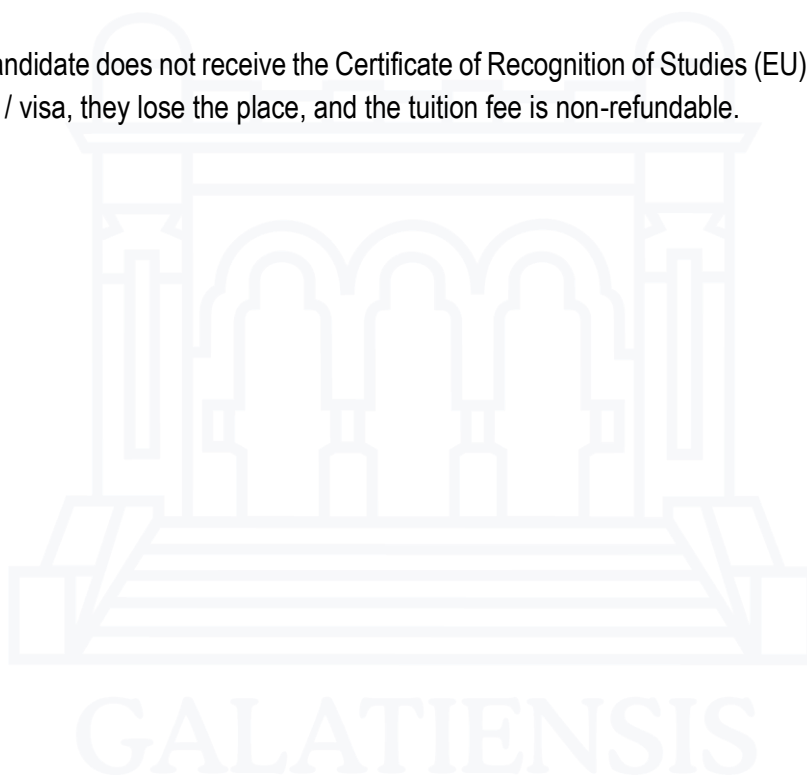 andidate does not receive the Certificate of Recognition of Studies (EU)
/ visa, they lose the place, and the tuition fee is non-refundable.
GALATIENSIS